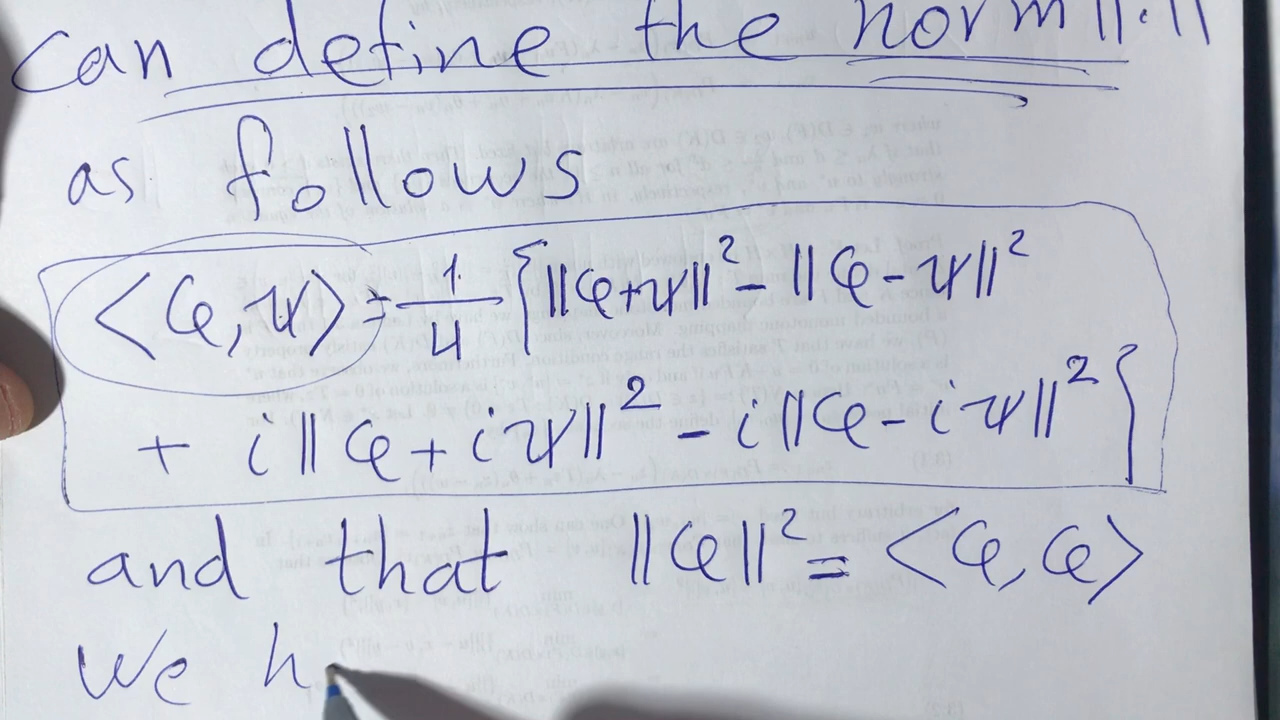 can define the norm ||·||
as follows
<φ,ψ> = 1/4 {||φ+ψ||² - ||φ-ψ||²
+ i||φ+iψ||² - i||φ-iψ||²}
and that ||φ||² = <φ,φ>
We h